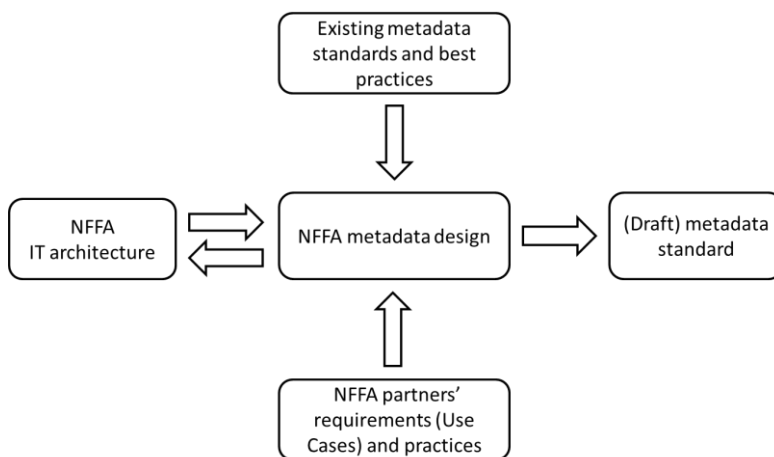 Existing metadata
standards and best
practices
NFFA
IT architecture
NFFA metadata design
(Draft) metadata
standard
NFFA partners’
requirements (Use
Cases) and practices